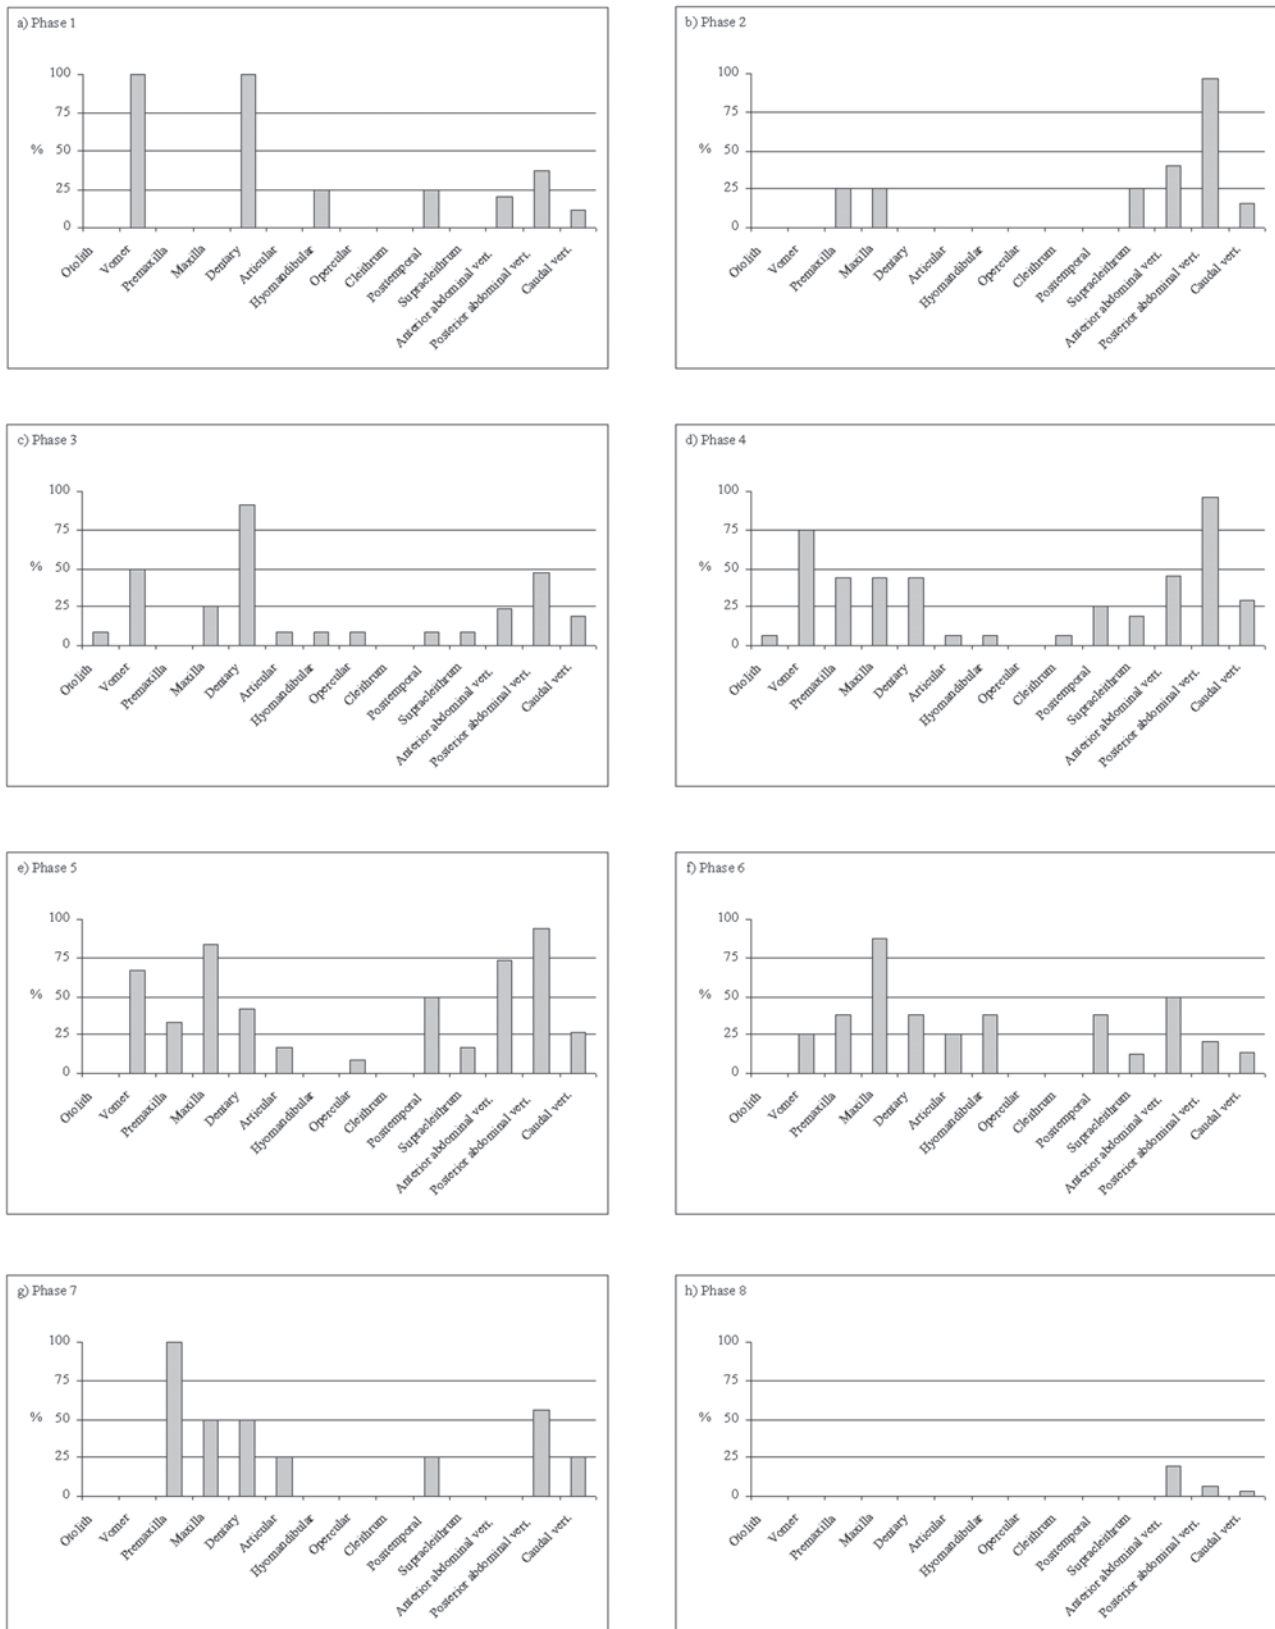 a) Phase 1
100
75
% 50
25
0
Otolith
Vomer
Premaxilla
Maxilla
Dentary
Articular
Hyomandibular
Opercular
Cleithrum
Posttemporal
Supracleithrum
Anterior abdominal vert.
Posterior abdominal vert.
Caudal vert.
b) Phase 2
100
75
% 50
25
0
Otolith
Vomer
Premaxilla
Maxilla
Dentary
Articular
Hyomandibular
Opercular
Cleithrum
Posttemporal
Supracleithrum
Anterior abdominal vert.
Posterior abdominal vert.
Caudal vert.
c) Phase 3
100
75
% 50
25
0
Otolith
Vomer
Premaxilla
Maxilla
Dentary
Articular
Hyomandibular
Opercular
Cleithrum
Posttemporal
Supracleithrum
Anterior abdominal vert.
Posterior abdominal vert.
Caudal vert.
d) Phase 4
100
75
% 50
25
0
Otolith
Vomer
Premaxilla
Maxilla
Dentary
Articular
Hyomandibular
Opercular
Cleithrum
Posttemporal
Supracleithrum
Anterior abdominal vert.
Posterior abdominal vert.
Caudal vert.
e) Phase 5
100
75
% 50
25
0
Otolith
Vomer
Premaxilla
Maxilla
Dentary
Articular
Hyomandibular
Opercular
Cleithrum
Posttemporal
Supracleithrum
Anterior abdominal vert.
Posterior abdominal vert.
Caudal vert.
f) Phase 6
100
75
% 50
25
0
Otolith
Vomer
Premaxilla
Maxilla
Dentary
Articular
Hyomandibular
Opercular
Cleithrum
Posttemporal
Supracleithrum
Anterior abdominal vert.
Posterior abdominal vert.
Caudal vert.
g) Phase 7
100
75
% 50
25
0
Otolith
Vomer
Premaxilla
Maxilla
Dentary
Articular
Hyomandibular
Opercular
Cleithrum
Posttemporal
Supracleithrum
Anterior abdominal vert.
Posterior abdominal vert.
Caudal vert.
h) Phase 8
100
75
% 50
25
0
Otolith
Vomer
Premaxilla
Maxilla
Dentary
Articular
Hyomandibular
Opercular
Cleithrum
Posttemporal
Supracleithrum
Anterior abdominal vert.
Posterior abdominal vert.
Caudal vert.